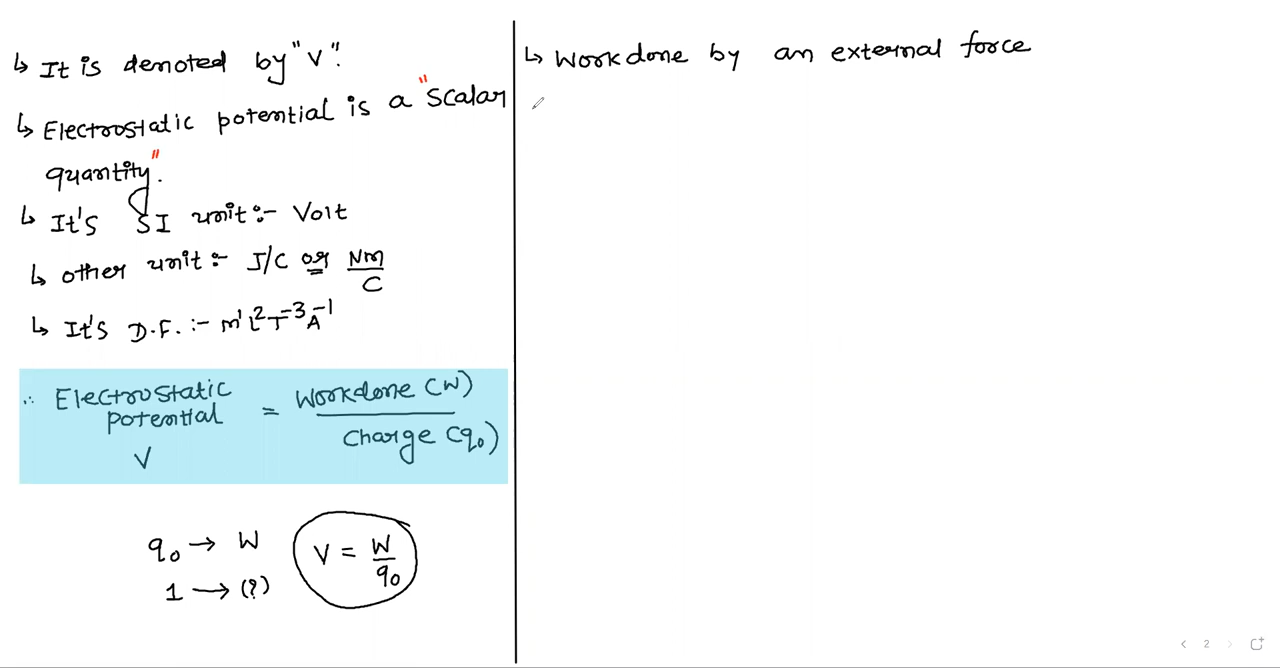 ↳ It is denoted by "V".
↳ Electrostatic potential is a "scalar
quantity".
↳ It's SI unit :- Volt
↳ other unit :- J/C or Nm/C
↳ It's D.F. :- M¹L²T⁻³A⁻¹
∴ Electrostatic potential V = Workdone (W) / Charge (q₀)
q₀ → W
1 → (?)
V = W/q₀
↳ Workdone by an external force
2